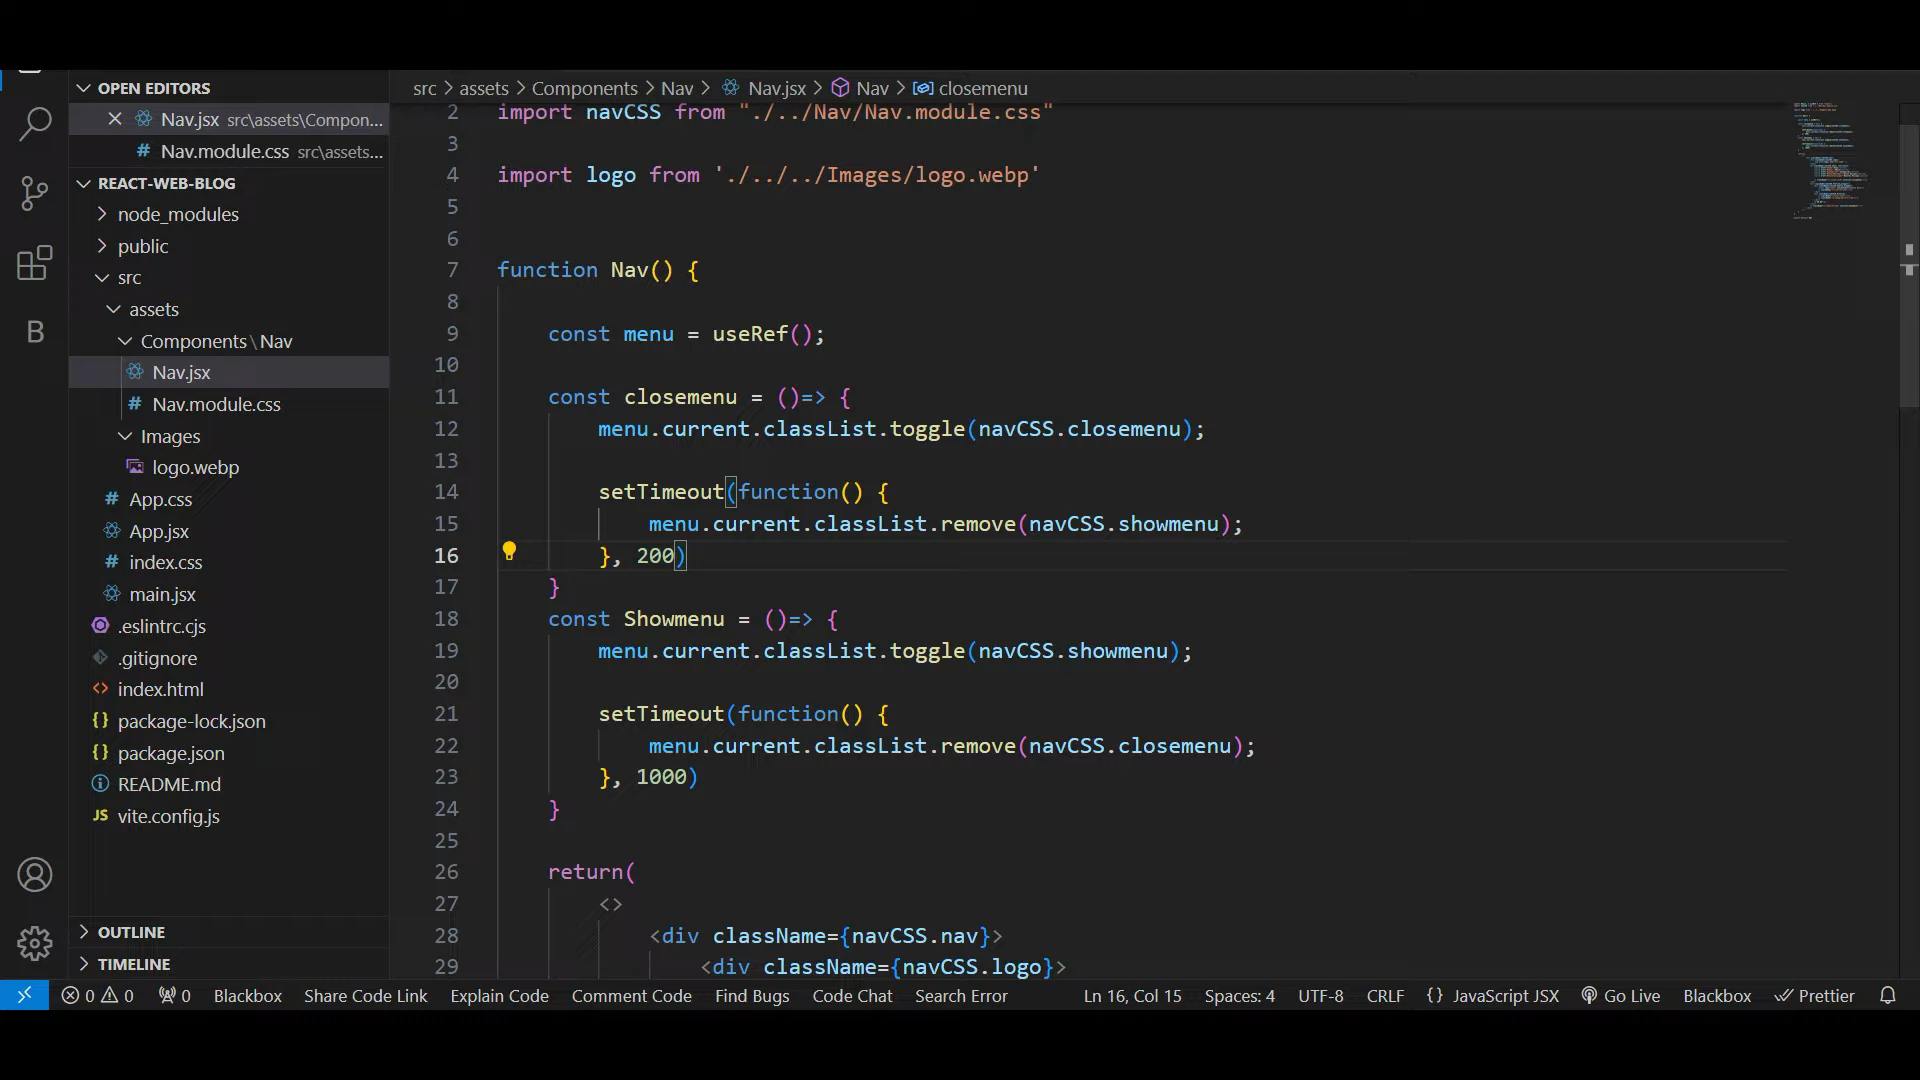 OPEN EDITORS
Nav.jsx src\assets\Compon...
Nav.module.css src\assets...
REACT-WEB-BLOG
node_modules
public
src
assets
Components\Nav
Nav.jsx
Nav.module.css
Images
logo.webp
App.css
App.jsx
index.css
main.jsx
.eslintrc.cjs
.gitignore
index.html
package-lock.json
package.json
README.md
vite.config.js
OUTLINE
TIMELINE
B
src > assets > Components > Nav > Nav.jsx > Nav > closemenu
2 import navCSS from "./../Nav/Nav.module.css"
3
4 import logo from './../../Images/logo.webp'
5
6
7 function Nav() {
8
9 const menu = useRef();
10
11 const closemenu = ()=> {
12 menu.current.classList.toggle(navCSS.closemenu);
13
14 setTimeout(function() {
15 menu.current.classList.remove(navCSS.showmenu);
16 }, 200)
17 }
18 const Showmenu = ()=> {
19 menu.current.classList.toggle(navCSS.showmenu);
20
21 setTimeout(function() {
22 menu.current.classList.remove(navCSS.closemenu);
23 }, 1000)
24 }
25
26 return(
27 <>
28 <div className={navCSS.nav}>
29 <div className={navCSS.logo}>
0 0 0 Blackbox Share Code Link Explain Code Comment Code Find Bugs Code Chat Search Error Ln 16, Col 15 Spaces: 4 UTF-8 CRLF {} JavaScript JSX Go Live Blackbox Prettier